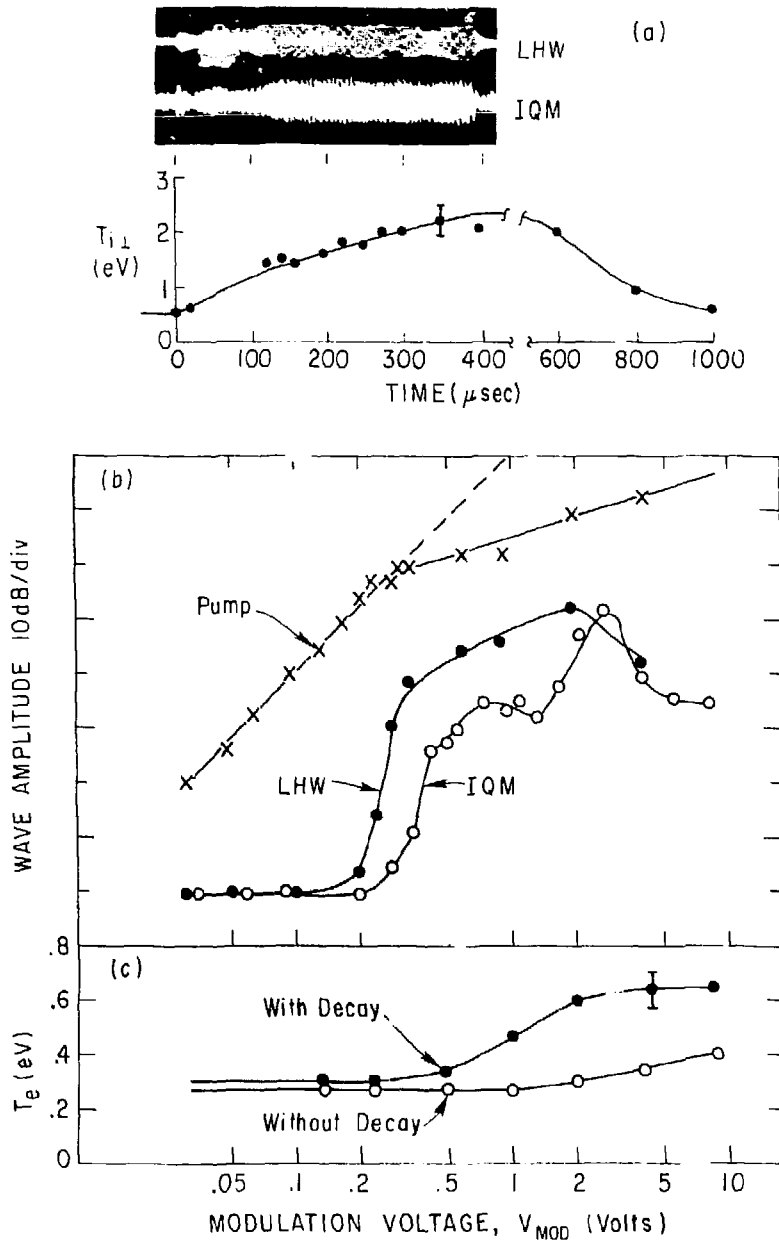 (a)
LHW
IQM
3
2
1
0
T i⊥
(eV)
0 100 200 300 400 600 800 1000
TIME (μsec)
(b)
WAVE AMPLITUDE 10dB/div
Pump
LHW
IQM
(c)
.8
.6
.4
.2
0
Te (eV)
With Decay
Without Decay
.05 .1 .2 .5 1 2 5 10
MODULATION VOLTAGE, VMOD (Volts)